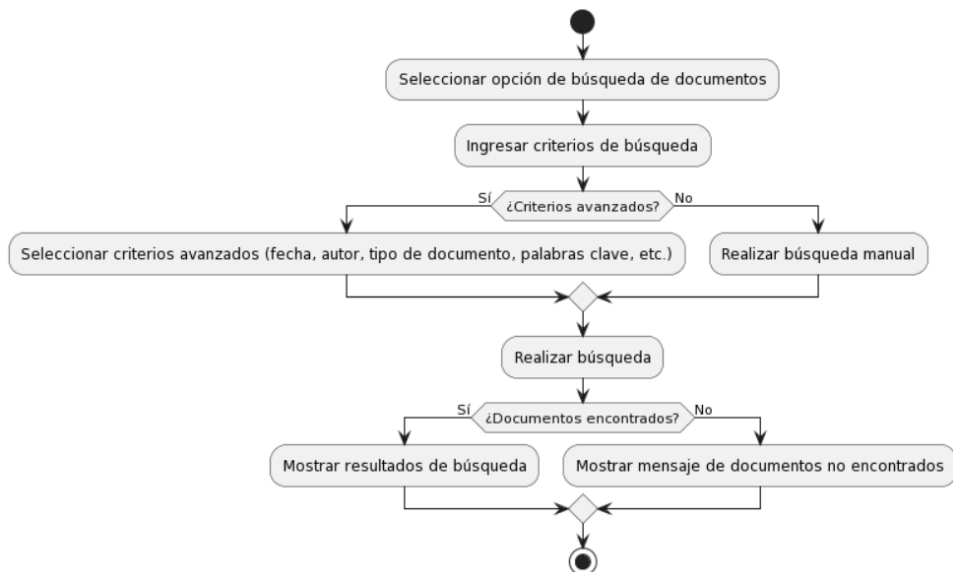 Seleccionar opción de búsqueda de documentos
Ingresar criterios de búsqueda
Sí
¿Criterios avanzados?
No
Seleccionar criterios avanzados (fecha, autor, tipo de documento, palabras clave, etc.)
Realizar búsqueda manual
Realizar búsqueda
Sí
¿Documentos encontrados?
No
Mostrar resultados de búsqueda
Mostrar mensaje de documentos no encontrados